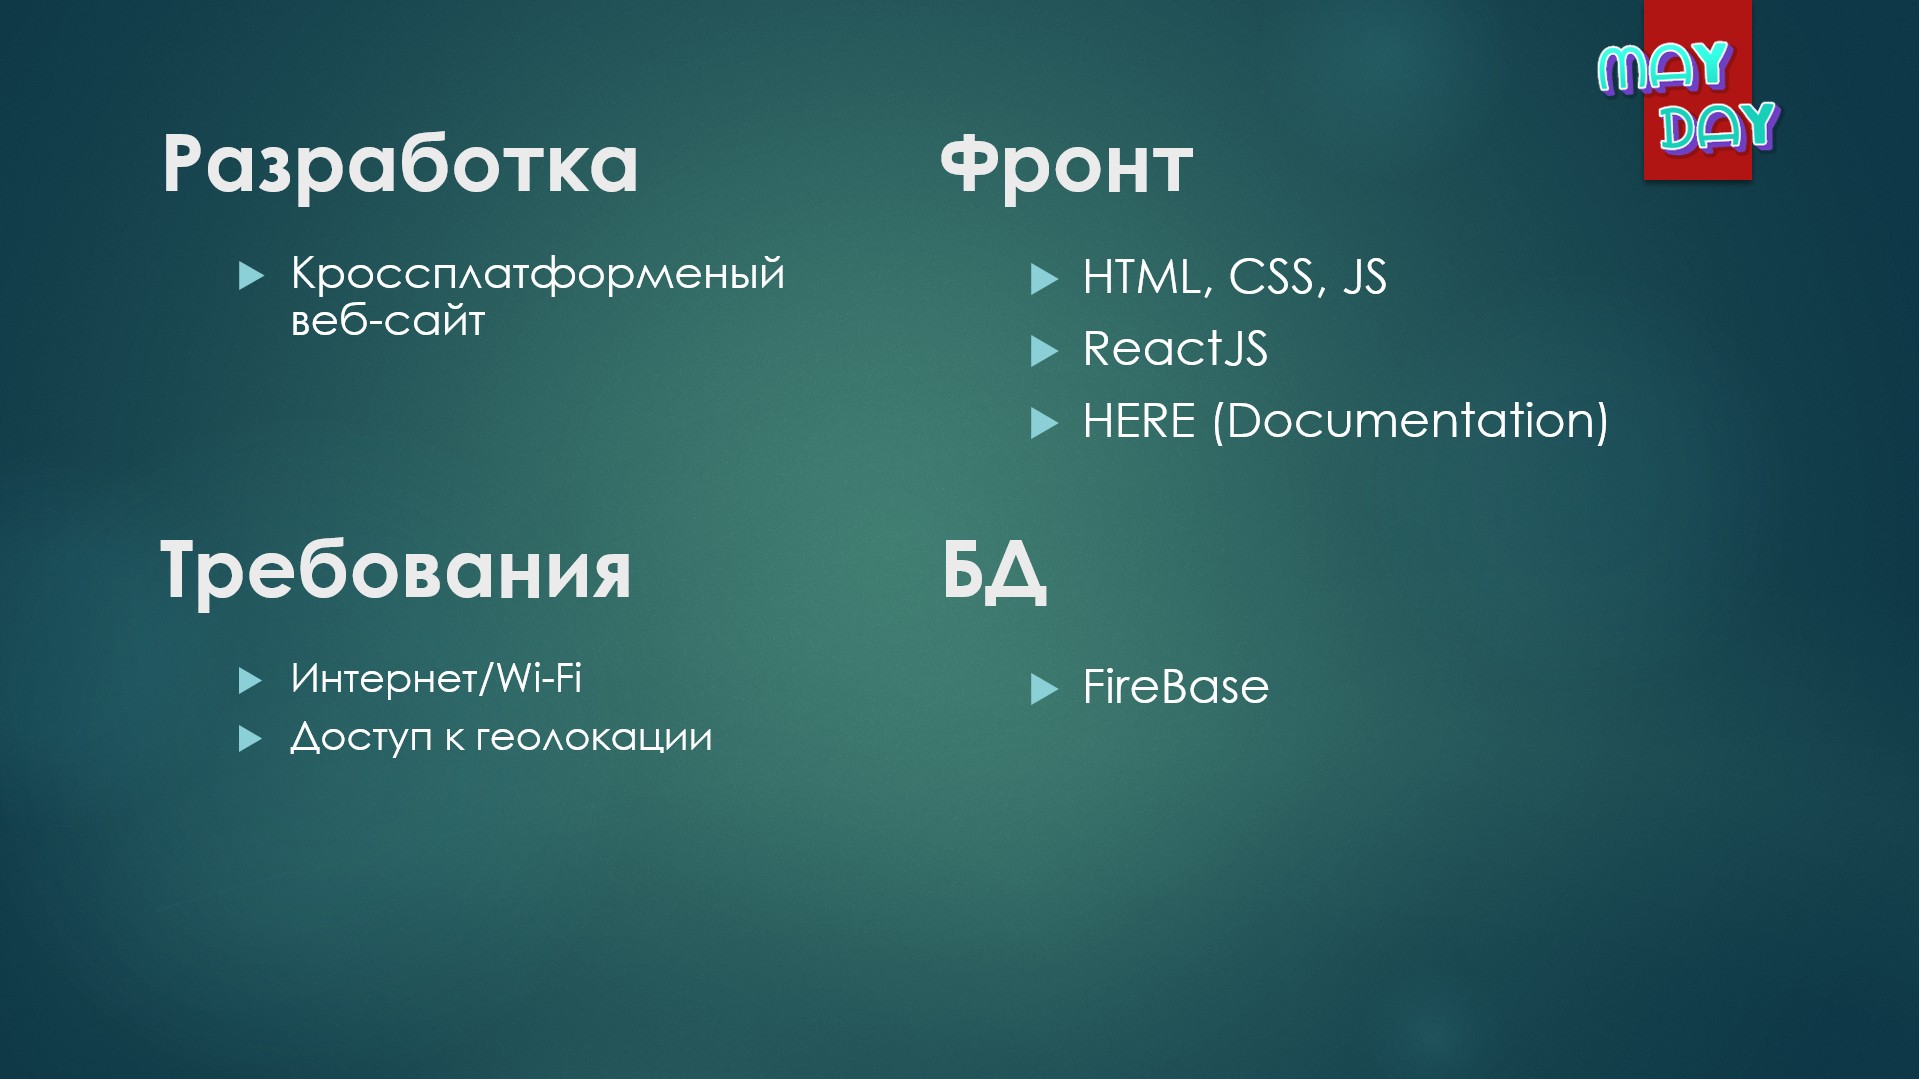 MAY
DAY
Разработка
Кроссплатформеный
веб-сайт
Фронт
HTML, CSS, JS
ReactJS
HERE (Documentation)
Требования
Интернет/Wi-Fi
Доступ к геолокации
БД
FireBase